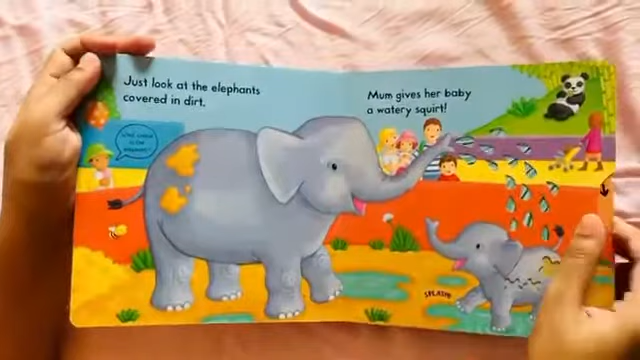 Just look at the elephants
covered in dirt.
Mum gives her baby
a watery squirt!
SPLASH!